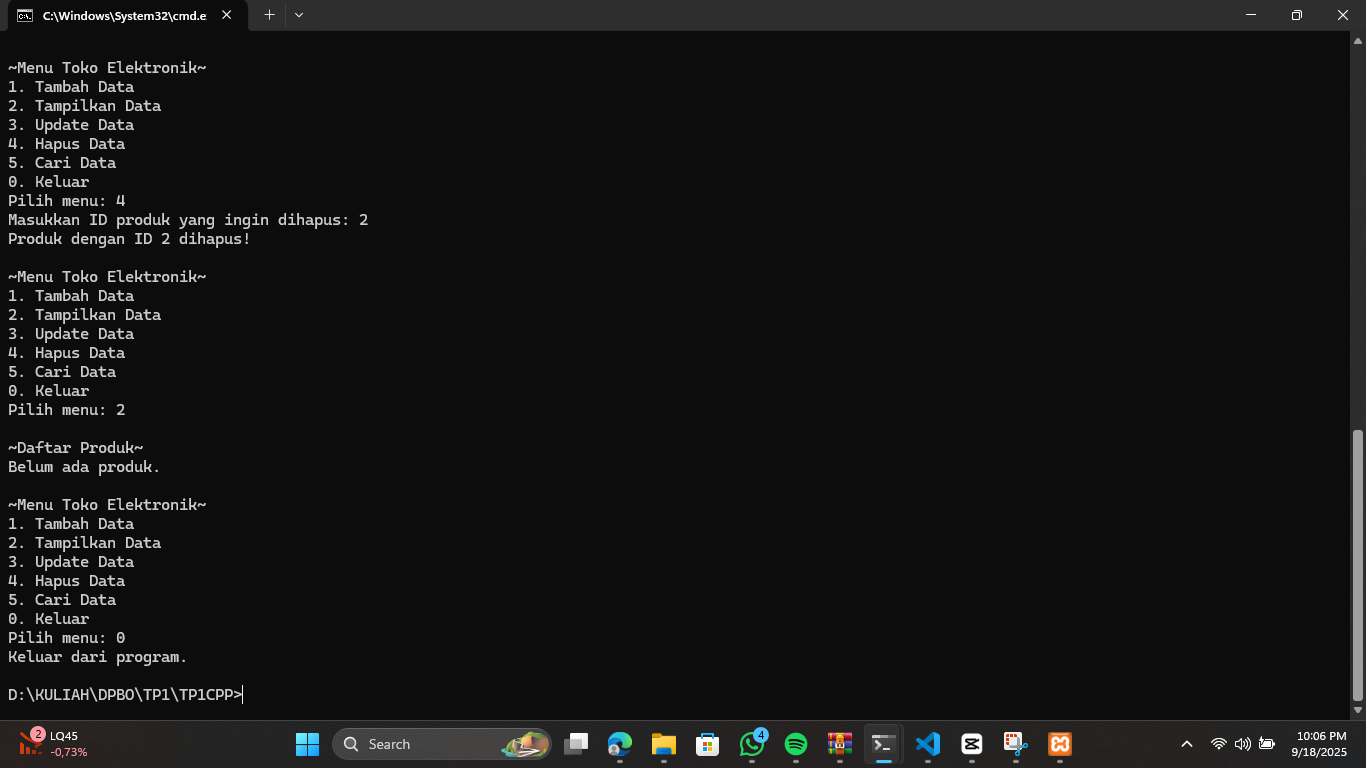 C:\Windows\System32\cmd.e
~Menu Toko Elektronik~
1. Tambah Data
2. Tampilkan Data
3. Update Data
4. Hapus Data
5. Cari Data
0. Keluar
Pilih menu: 4
Masukkan ID produk yang ingin dihapus: 2
Produk dengan ID 2 dihapus!
~Menu Toko Elektronik~
1. Tambah Data
2. Tampilkan Data
3. Update Data
4. Hapus Data
5. Cari Data
0. Keluar
Pilih menu: 2
~Daftar Produk~
Belum ada produk.
~Menu Toko Elektronik~
1. Tambah Data
2. Tampilkan Data
3. Update Data
4. Hapus Data
5. Cari Data
0. Keluar
Pilih menu: 0
Keluar dari program.
D:\KULIAH\DPBO\TP1\TP1CPP>
2
LQ45
-0,73%
Search
4
10:06 PM
9/18/2025